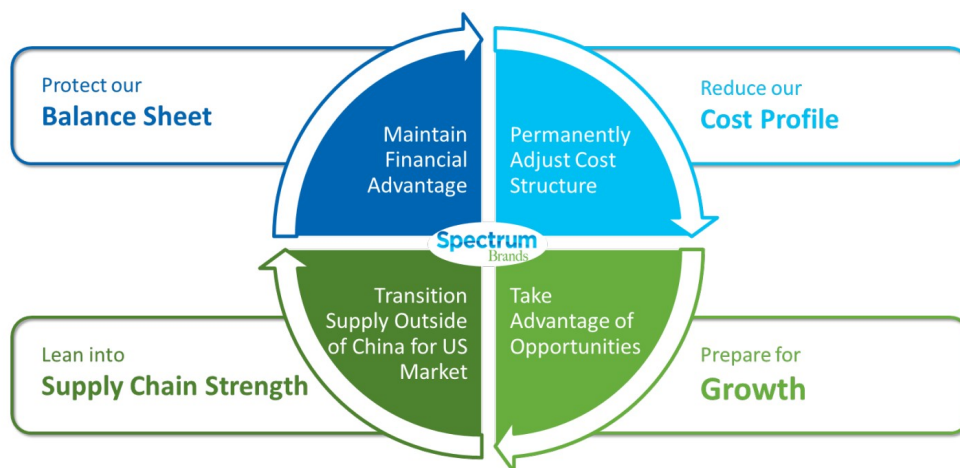 Protect our
Balance Sheet
Maintain
Financial
Advantage
Permanently
Adjust Cost
Structure
Reduce our
Cost Profile
Spectrum
Brands
Lean into
Supply Chain Strength
Transition
Supply Outside
of China for US
Market
Take
Advantage of
Opportunities
Prepare for
Growth